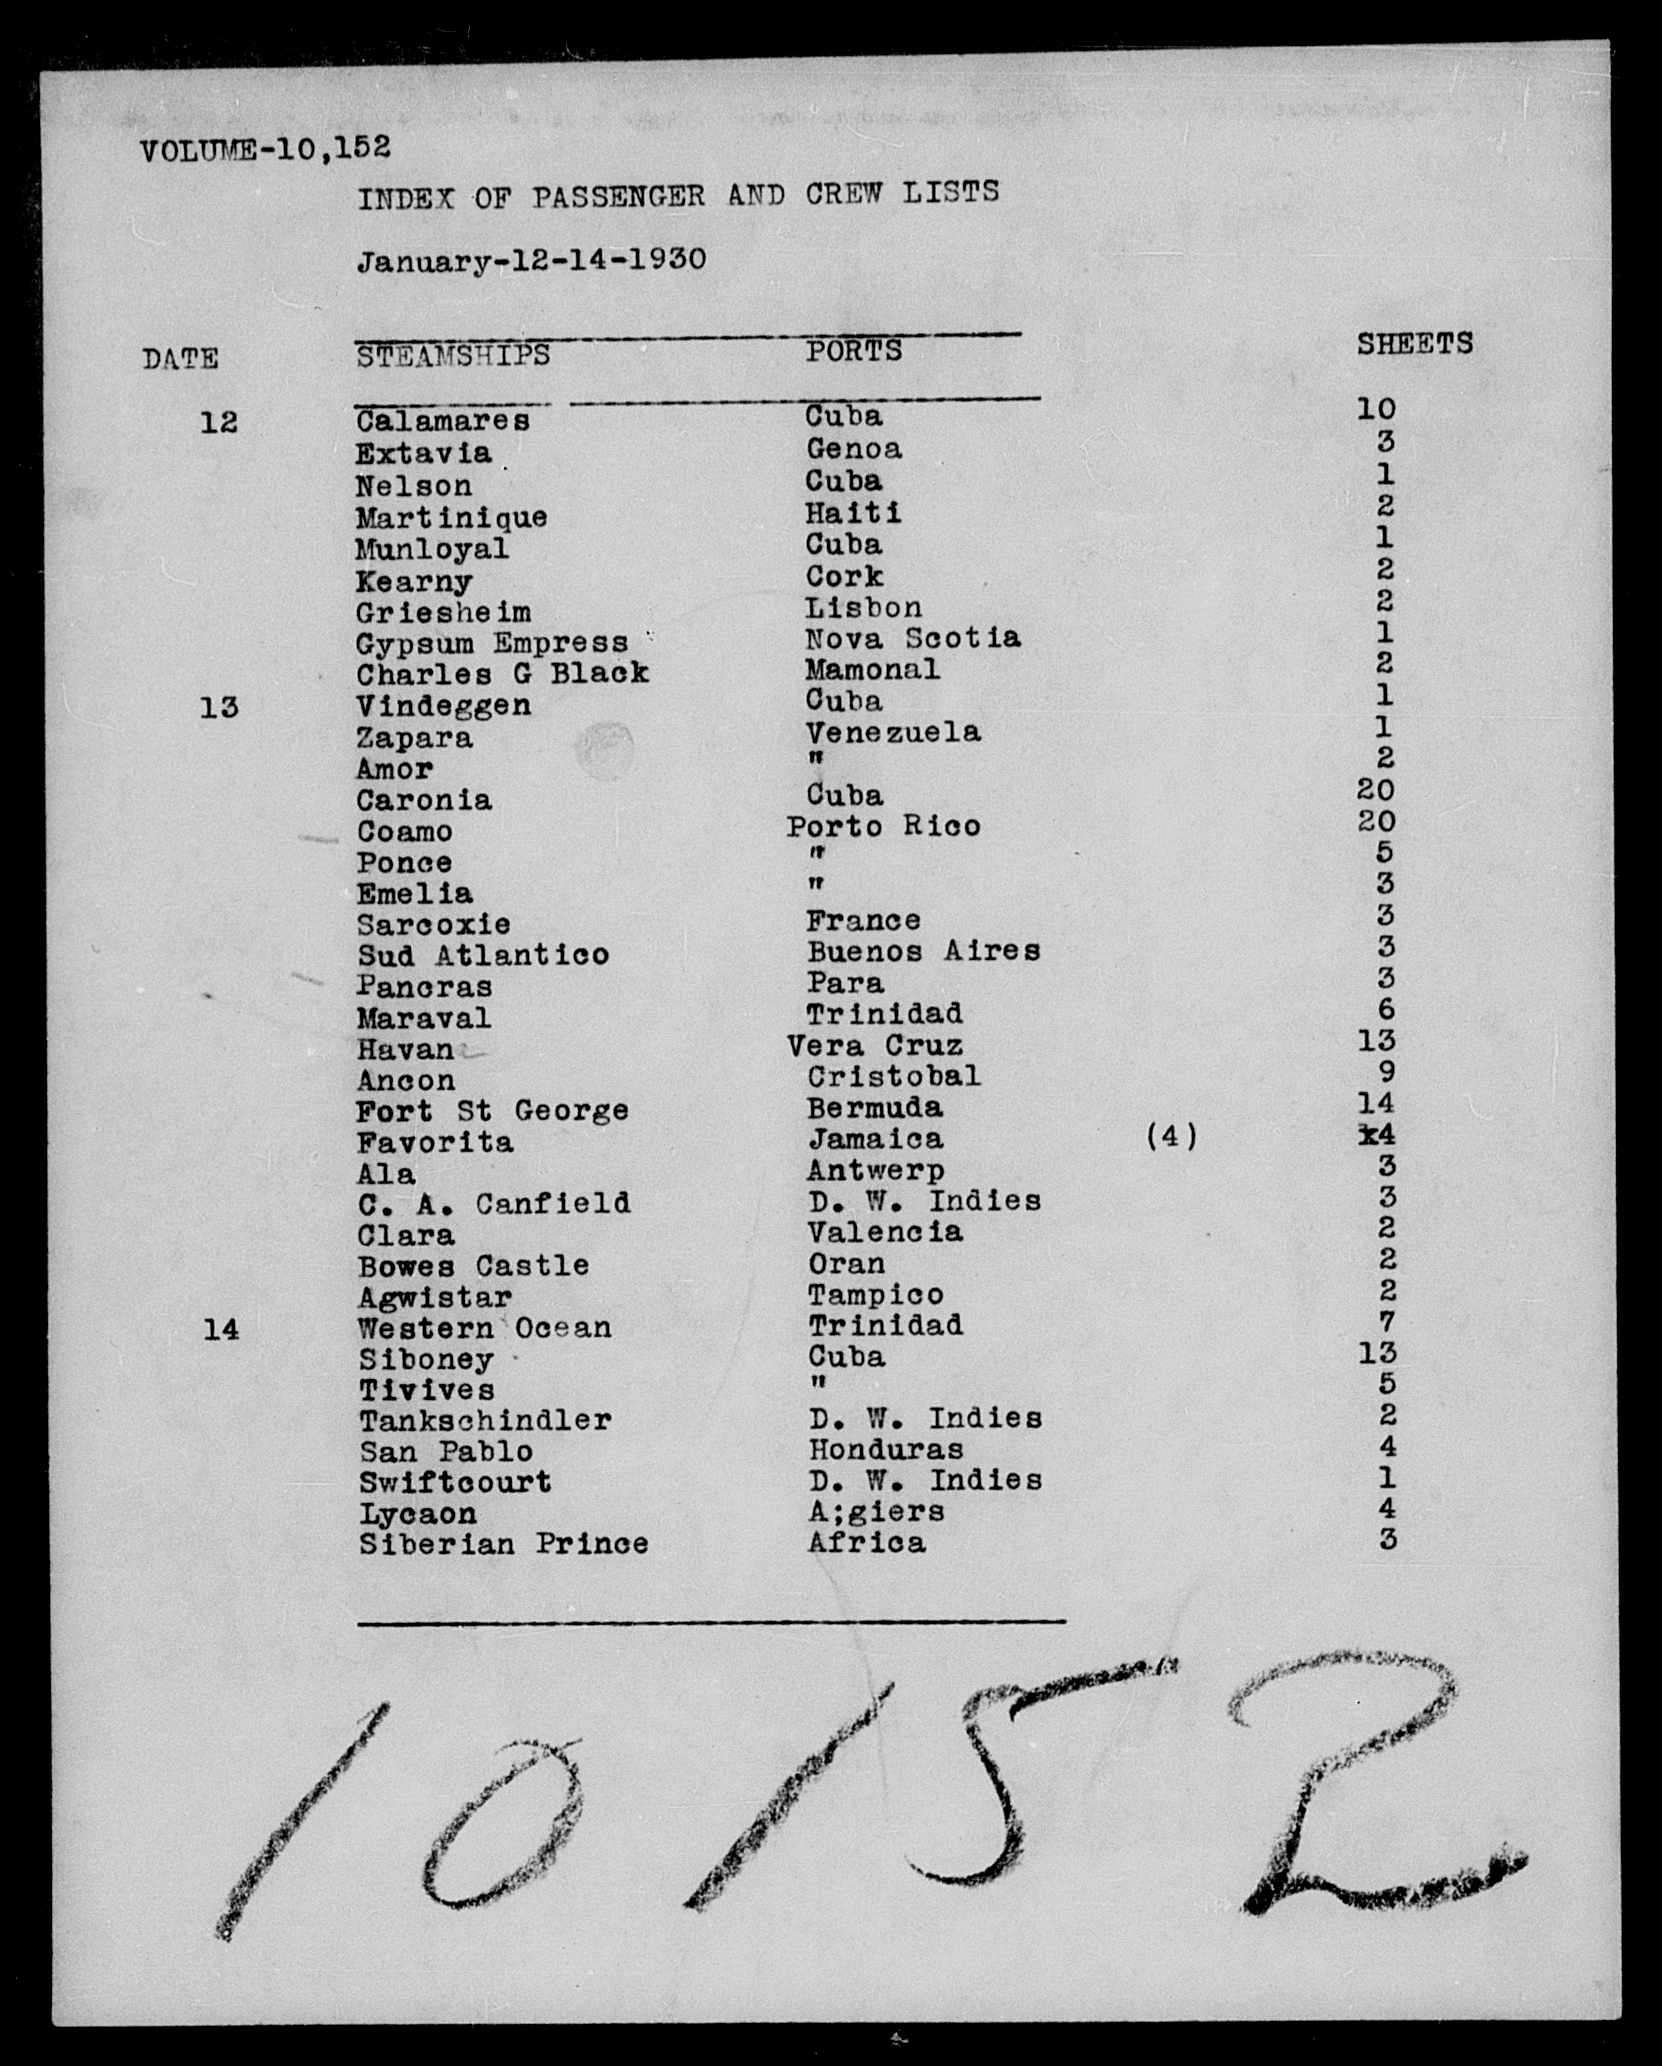 VOLUME-10,152
INDEX OF PASSENGER AND CREW LISTS
January-12-14-1930
DATE STEAMSHIPS PORTS SHEETS
12 Calamares Cuba 10
Extavia Genoa 3
Nelson Cuba 1
Martinique Haiti 2
Munloyal Cuba 1
Kearny Cork 2
Griesheim Lisbon 2
Gypsum Empress Nova Scotia 1
Charles G Black Mamonal 2
13 Vindeggen Cuba 1
Zapara Venezuela 1
Amor " 2
Caronia Cuba 20
Coamo Porto Rico 20
Ponce " 5
Emelia " 3
Sarcoxie France 3
Sud Atlantico Buenos Aires 3
Pancras Para 3
Maraval Trinidad 6
Havana Vera Cruz 13
Ancon Cristobal 9
Fort St George Bermuda 14
Favorita Jamaica (4) x4
Ala Antwerp 3
C. A. Canfield D. W. Indies 3
Clara Valencia 2
Bowes Castle Oran 2
Agwistar Tampico 2
14 Western Ocean Trinidad 7
Siboney Cuba 13
Tivives " 5
Tankschindler D. W. Indies 2
San Pablo Honduras 4
Swiftcourt D. W. Indies 1
Lycaon A;giers 4
Siberian Prince Africa 3
10152